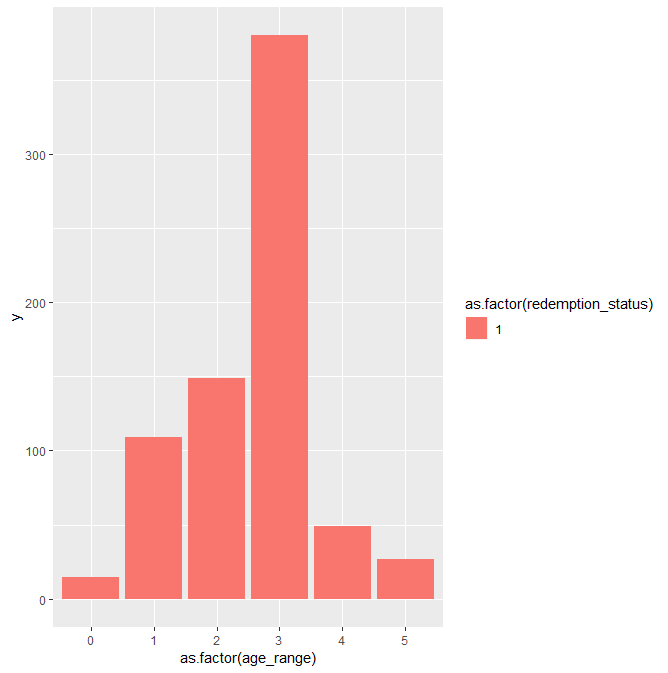 300
200
100
0
y
0 1 2 3 4 5
as.factor(age_range)
as.factor(redemption_status)
1